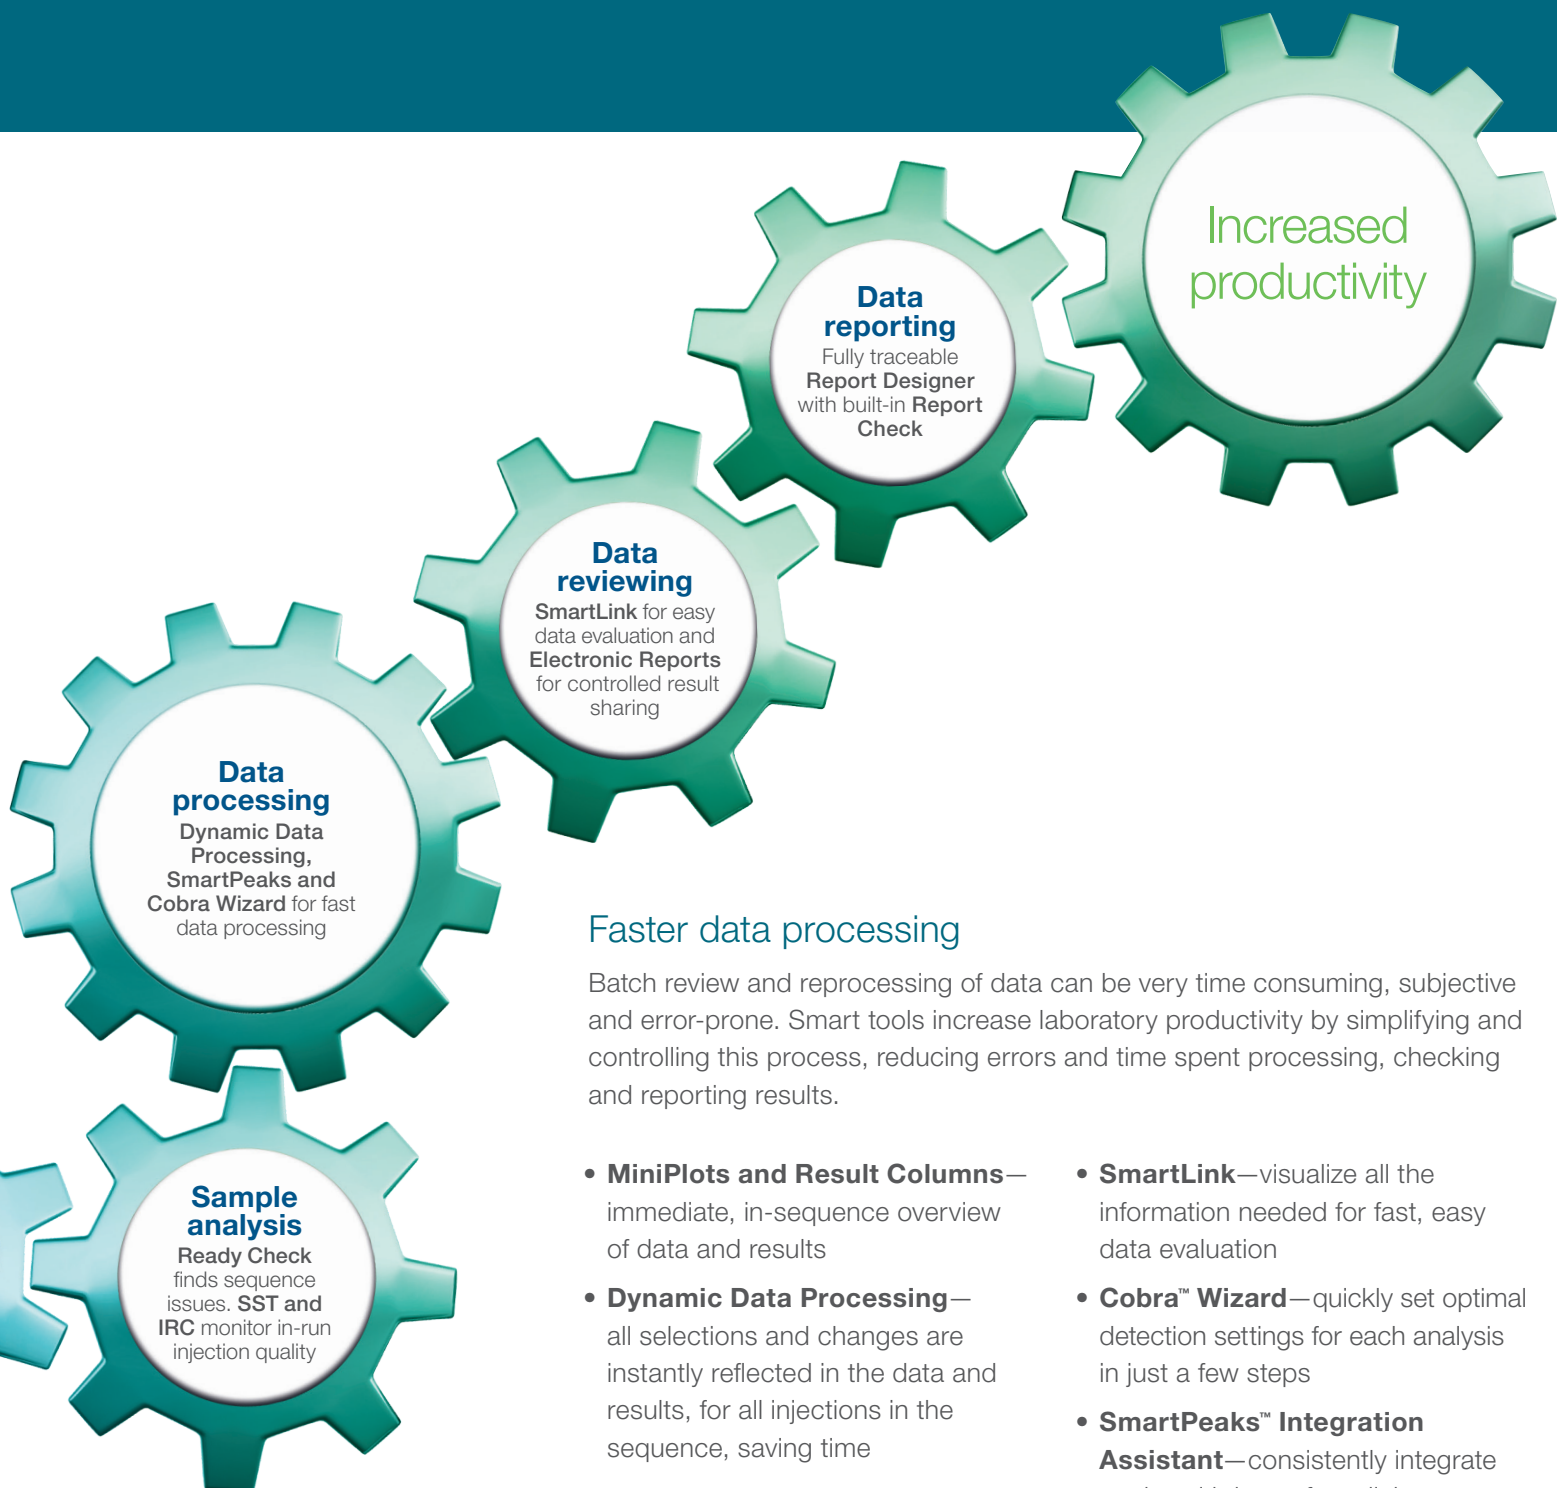 Increased
productivity
Data
reporting
Fully traceable
Report Designer
with built-in Report
Check
Data
reviewing
SmartLink for easy
data evaluation and
Electronic Reports
for controlled result
sharing
Data
processing
Dynamic Data
Processing,
SmartPeaks and
Cobra Wizard for fast
data processing
Sample
analysis
Ready Check
finds sequence
issues. SST and
IRC monitor in-run
injection quality
Faster data processing
Batch review and reprocessing of data can be very time consuming, subjective
and error-prone. Smart tools increase laboratory productivity by simplifying and
controlling this process, reducing errors and time spent processing, checking
and reporting results.
• MiniPlots and Result Columns—
immediate, in-sequence overview
of data and results
• Dynamic Data Processing—
all selections and changes are
instantly reflected in the data and
results, for all injections in the
sequence, saving time
• SmartLink—visualize all the
information needed for fast, easy
data evaluation
• Cobra™ Wizard—quickly set optimal
detection settings for each analysis
in just a few steps
• SmartPeaks™ Integration
Assistant—consistently integrate